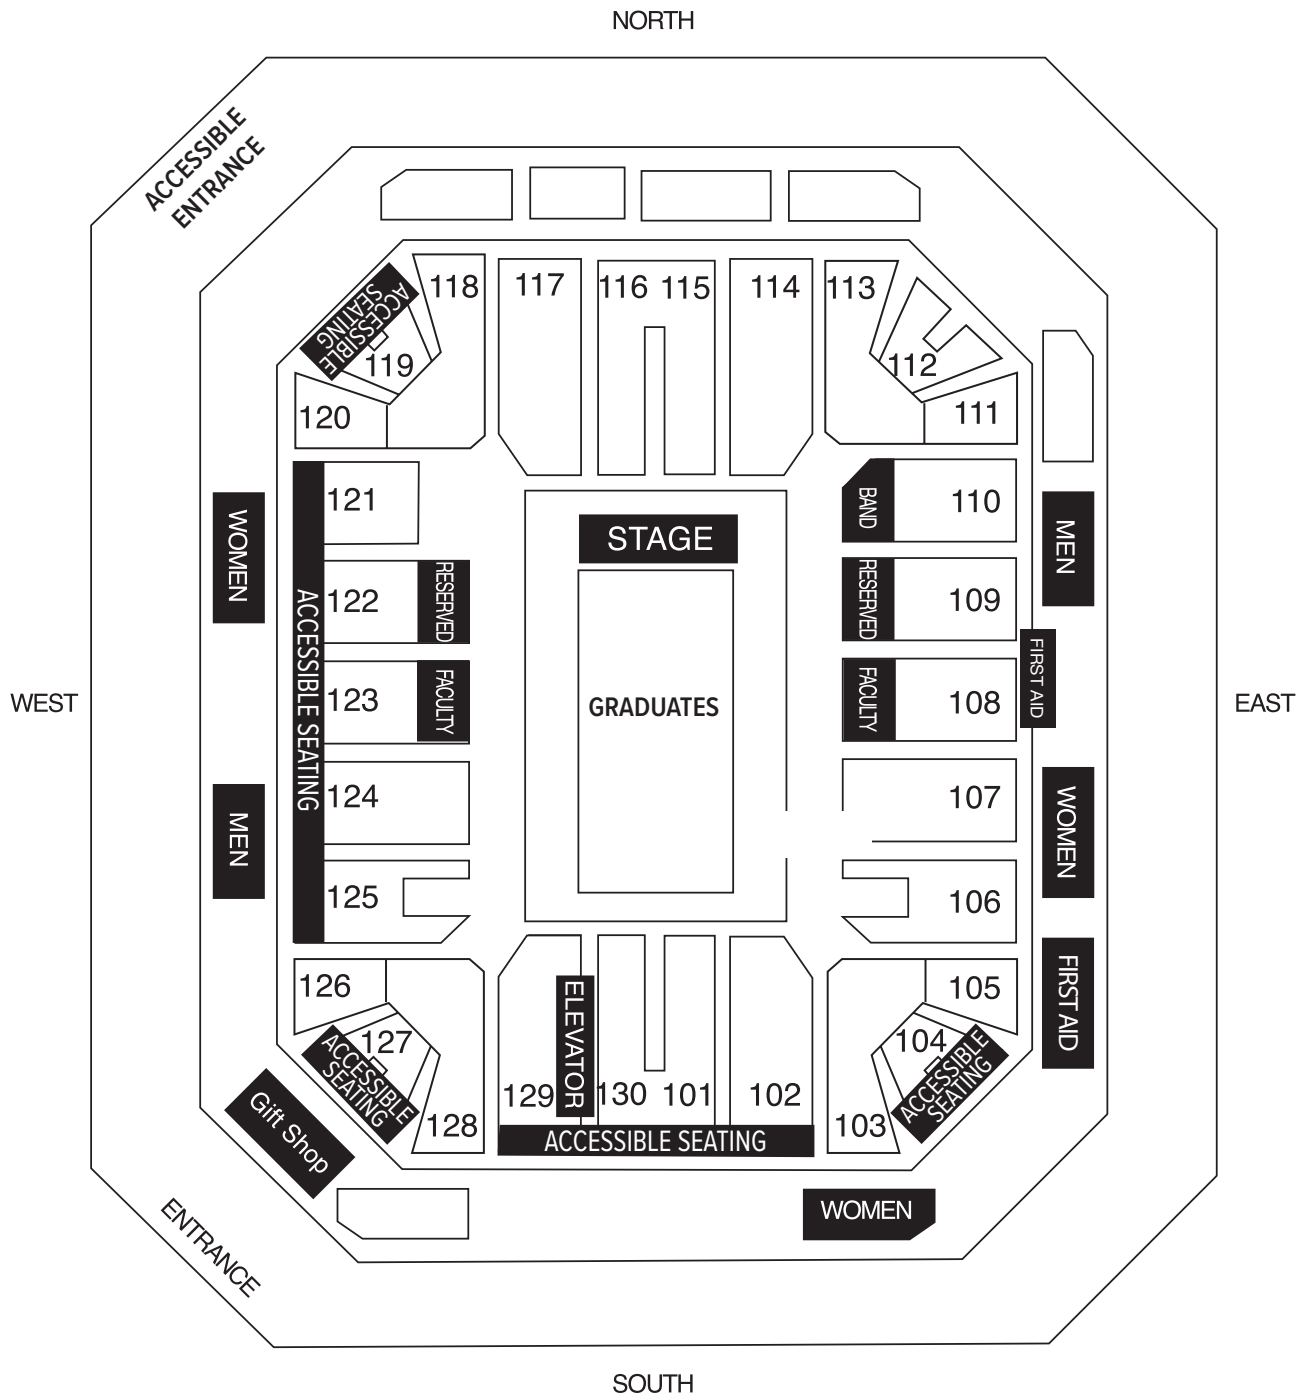 NORTH
ACCESSIBLE
ENTRANCE
118
117
116
115
114
113
ACCESSIBLE
SEATING
119
112
120
111
121
BAND
110
WOMEN
STAGE
MEN
122
RESERVED
RESERVED
109
ACCESSIBLE SEATING
FIRST AID
WEST
123
FACULTY
GRADUATES
FACULTY
108
EAST
124
107
MEN
WOMEN
125
106
126
105
FIRST AID
127
ELEVATOR
104
ACCESSIBLE
SEATING
ACCESSIBLE
SEATING
128
129
130
101
102
103
Gift Shop
ACCESSIBLE SEATING
WOMEN
ENTRANCE
SOUTH